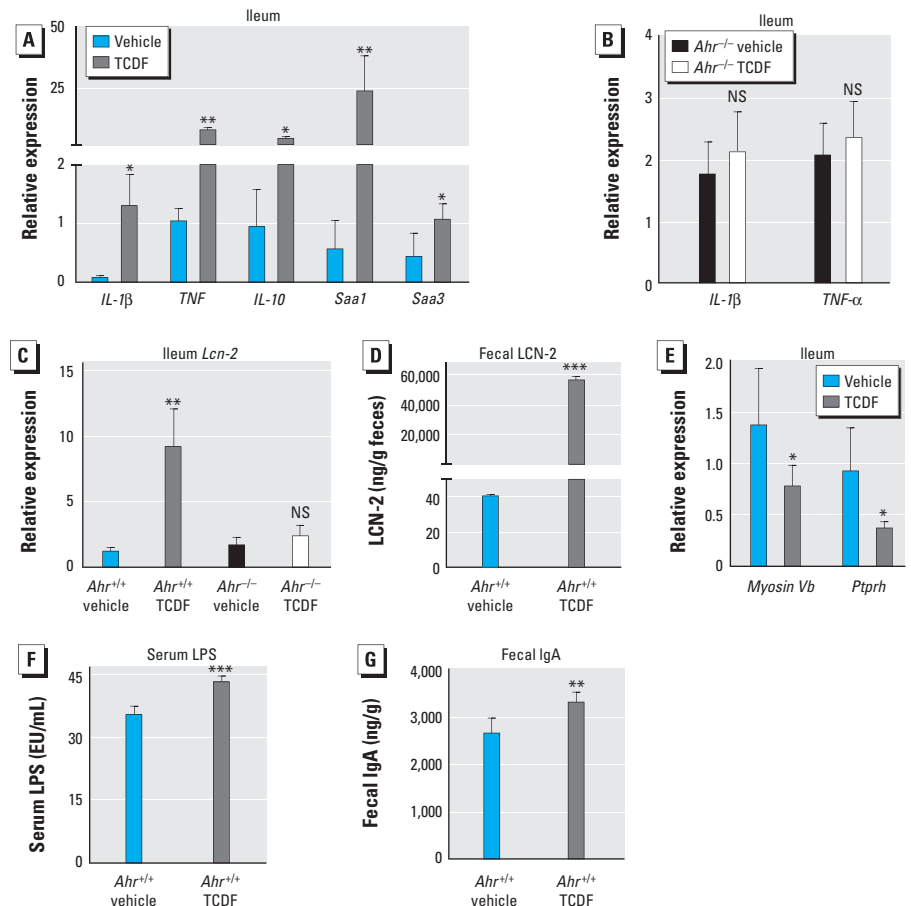 A
Ileum
Vehicle
TCDF
Relative expression
50
25
2
1
0
*
**
*
**
*
IL-1β TNF IL-10 Saa1 Saa3
B
Ileum
Ahr–/– vehicle
Ahr–/– TCDF
Relative expression
4
3
2
1
0
NS
NS
IL-1β TNF-α
C
Ileum Lcn-2
Relative expression
15
10
5
0
**
NS
Ahr+/+ Ahr+/+ Ahr–/– Ahr–/–
vehicle TCDF vehicle TCDF
D
Fecal LCN-2
LCN-2 (ng/g feces)
60,000
40,000
20,000
40
20
0
***
Ahr+/+ Ahr+/+
vehicle TCDF
E
Ileum
Vehicle
TCDF
Relative expression
2.0
1.5
1.0
0.5
0
*
*
Myosin Vb Ptprh
F
Serum LPS
Serum LPS (EU/mL)
45
30
15
0
***
Ahr+/+ Ahr+/+
vehicle TCDF
G
Fecal IgA
Fecal IgA (ng/g)
4,000
3,000
2,000
1,000
0
**
Ahr+/+ Ahr+/+
vehicle TCDF